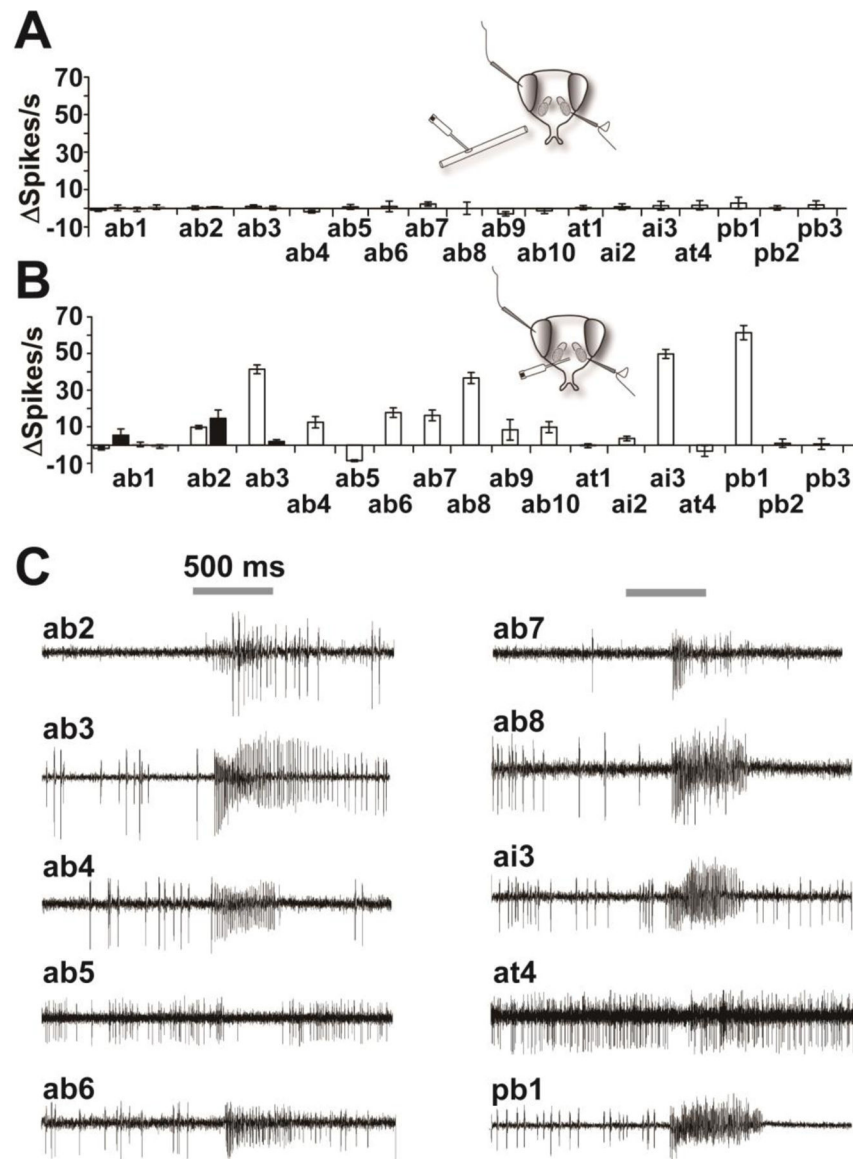 A
ΔSpikes/s
70
50
30
10
-10
ab1 ab2 ab3 ab5 ab7 ab9 at1 ai3 pb1 pb3
ab4 ab6 ab8 ab10 ai2 at4 pb2
B
ΔSpikes/s
70
50
30
10
-10
ab1 ab2 ab3 ab5 ab7 ab9 at1 ai3 pb1 pb3
ab4 ab6 ab8 ab10 ai2 at4 pb2
C
500 ms
ab2
ab3
ab4
ab5
ab6
ab7
ab8
ai3
at4
pb1